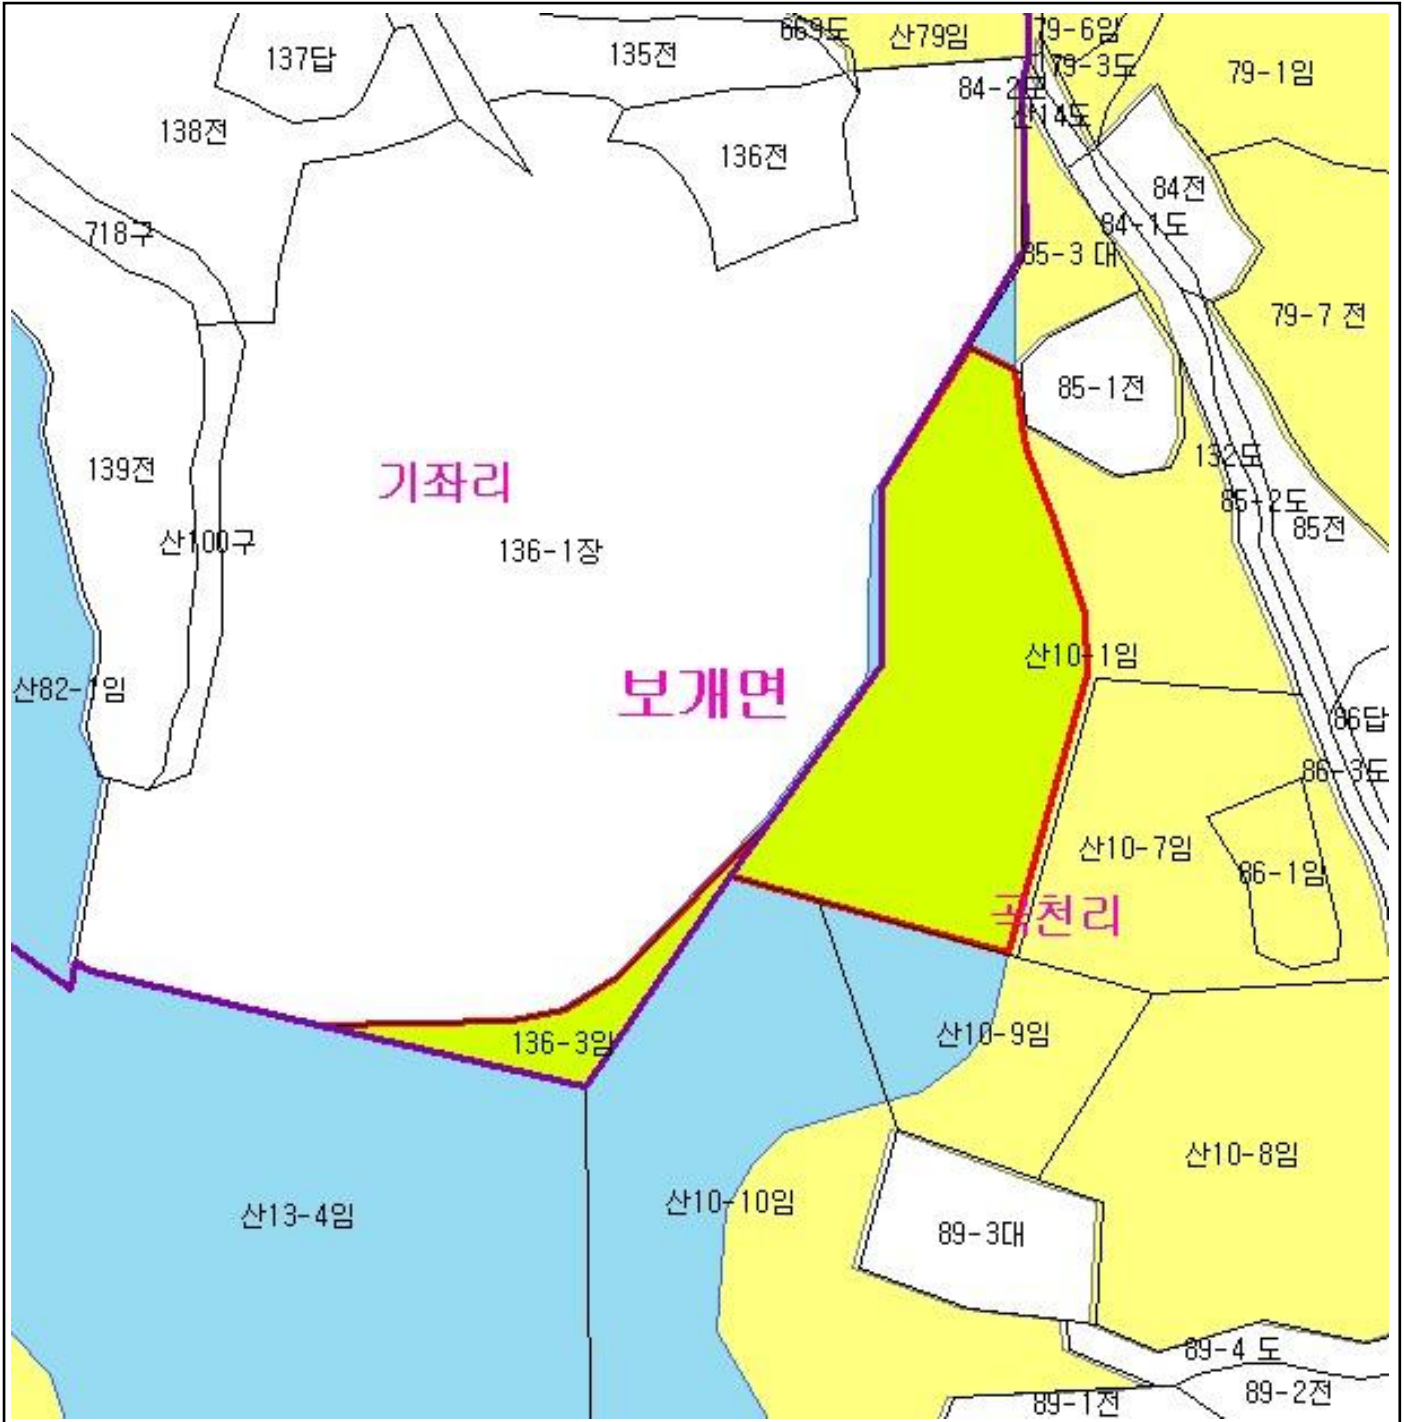 669도
산79임
79-6임
137답
135전
79-3도
79-1임
84-2구
산14도
138전
136전
84전
718구
84-1도
85-3 대
79-7 전
85-1전
132도
139전
기좌리
85-2도
85전
산100구
136-1장
산10-1임
산82-1임
보개면
86답
86-3도
산10-7임
86-1임
곡천리
136-3임
산10-9임
산10-8임
산10-10임
산13-4임
89-3대
89-4 도
89-2전
89-1전